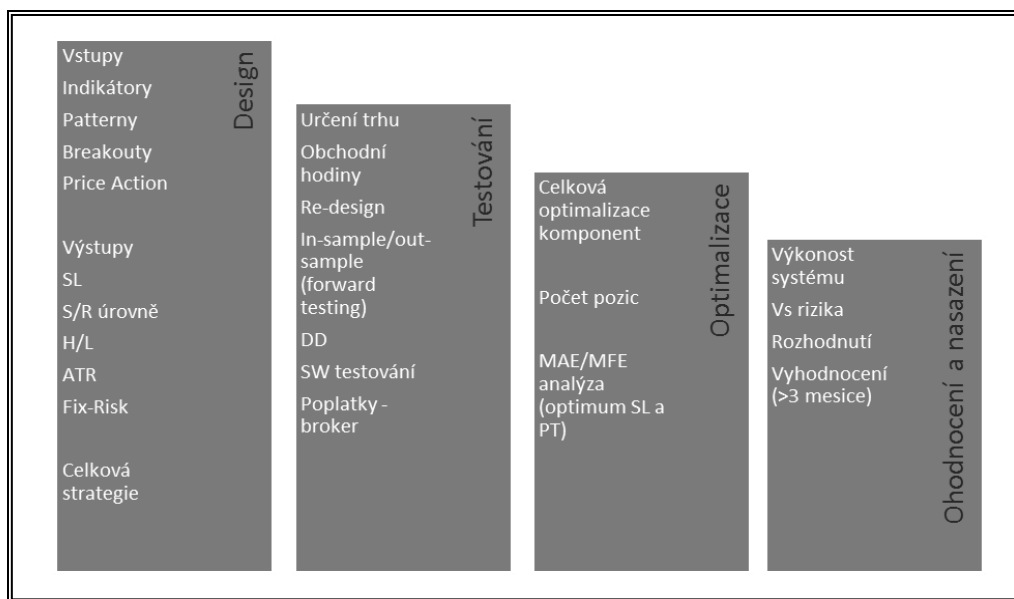 Design
Vstupy
Indikátory
Patterny
Breakouty
Price Action
Výstupy
SL
S/R úrovně
H/L
ATR
Fix-Risk
Celková
strategie
Testování
Určení trhu
Obchodní
hodiny
Re-design
In-sample/out-
sample
(forward
testing)
DD
SW testování
Poplatky -
broker
Optimalizace
Celková
optimalizace
komponent
Počet pozic
MAE/MFE
analýza
(optimum SL a
PT)
Ohodnocení a nasazení
Výkonost
systému
Vs rizika
Rozhodnutí
Vyhodnocení
(>3 mesice)